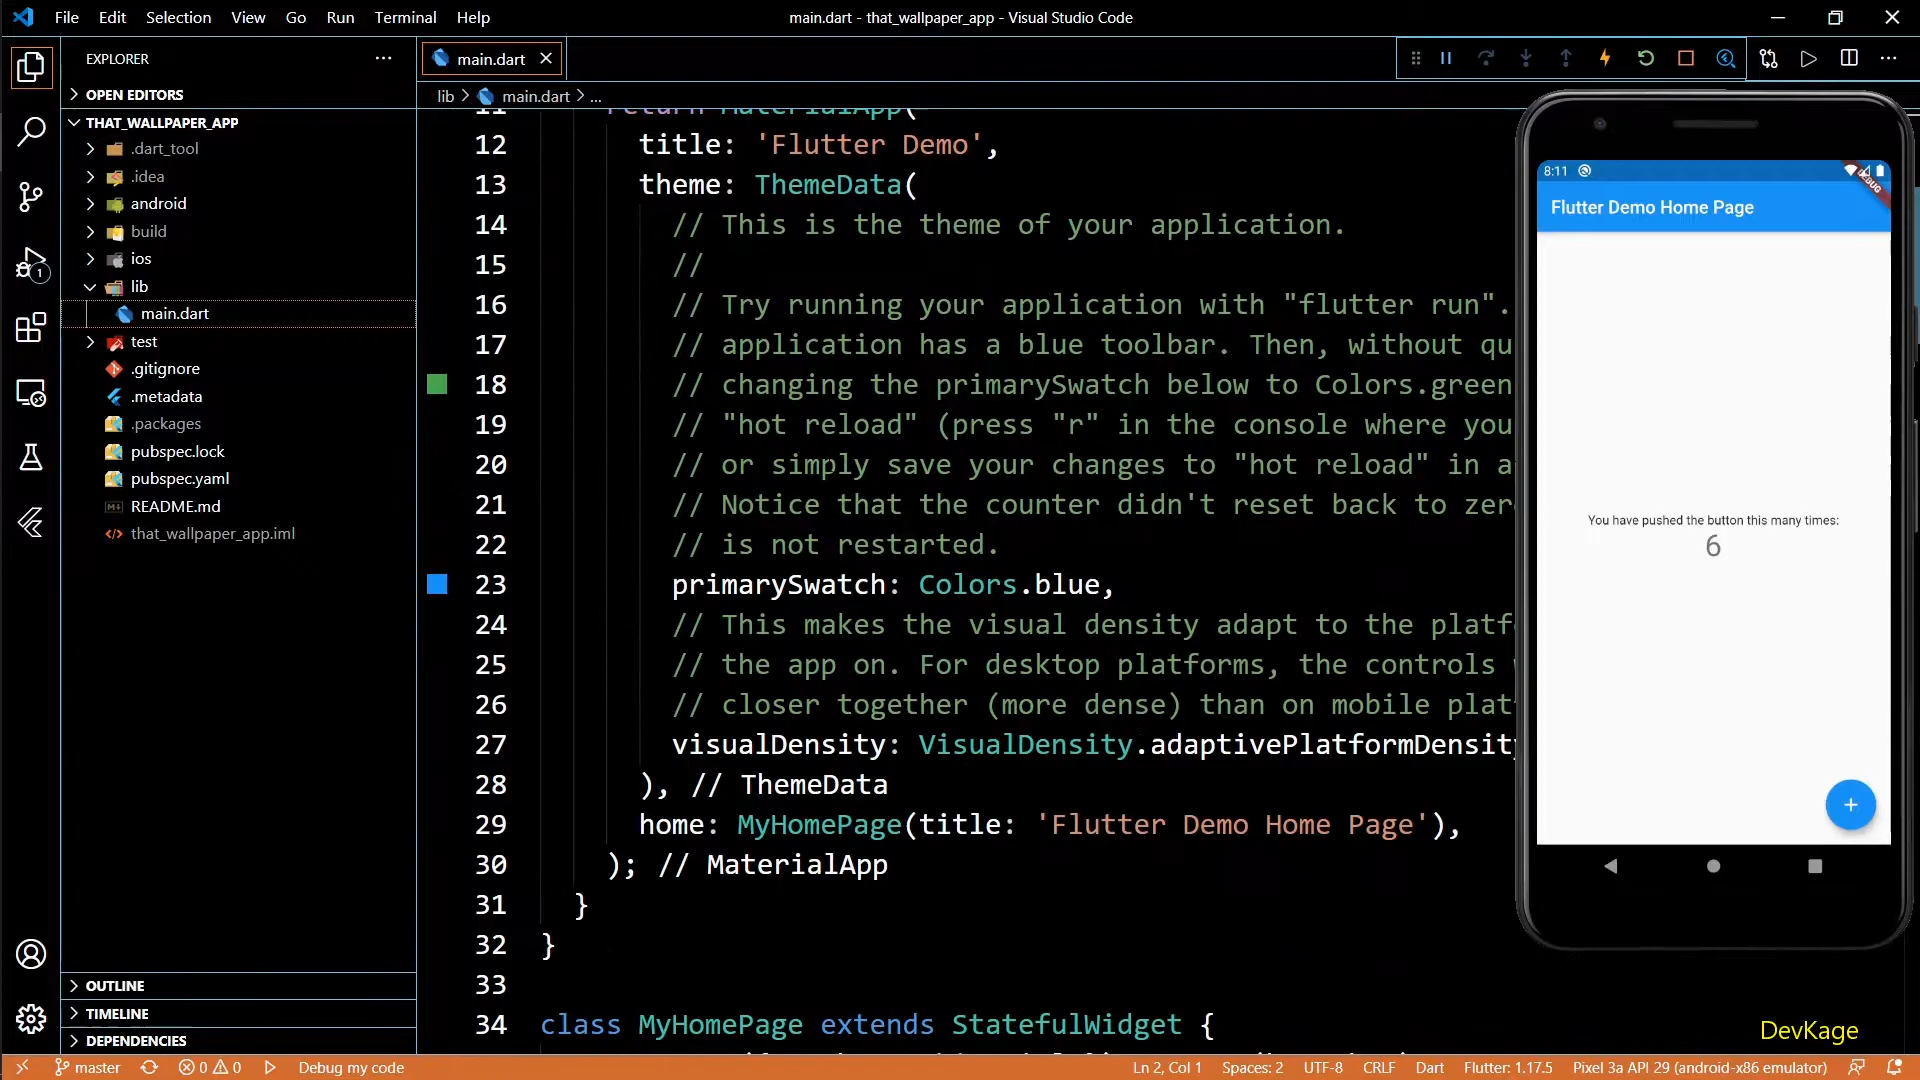 File Edit Selection View Go Run Terminal Help
main.dart - that_wallpaper_app - Visual Studio Code
EXPLORER
OPEN EDITORS
THAT_WALLPAPER_APP
.dart_tool
.idea
android
build
ios
lib
main.dart
test
.gitignore
.metadata
.packages
pubspec.lock
pubspec.yaml
README.md
that_wallpaper_app.iml
OUTLINE
TIMELINE
DEPENDENCIES
1
main.dart
lib > main.dart > ...
11 return MaterialApp(
12 title: 'Flutter Demo',
13 theme: ThemeData(
14 // This is the theme of your application.
15 //
16 // Try running your application with "flutter run".
17 // application has a blue toolbar. Then, without qu
18 // changing the primarySwatch below to Colors.green
19 // "hot reload" (press "r" in the console where you
20 // or simply save your changes to "hot reload" in a
21 // Notice that the counter didn't reset back to zer
22 // is not restarted.
23 primarySwatch: Colors.blue,
24 // This makes the visual density adapt to the platf
25 // the app on. For desktop platforms, the controls
26 // closer together (more dense) than on mobile plat
27 visualDensity: VisualDensity.adaptivePlatformDensity
28 ), // ThemeData
29 home: MyHomePage(title: 'Flutter Demo Home Page'),
30 ); // MaterialApp
31 }
32 }
33
34 class MyHomePage extends StatefulWidget {
8:11
DEBUG
Flutter Demo Home Page
You have pushed the button this many times:
6
+
DevKage
master 0 0 Debug my code
Ln 2, Col 1 Spaces: 2 UTF-8 CRLF Dart Flutter: 1.17.5 Pixel 3a API 29 (android-x86 emulator)